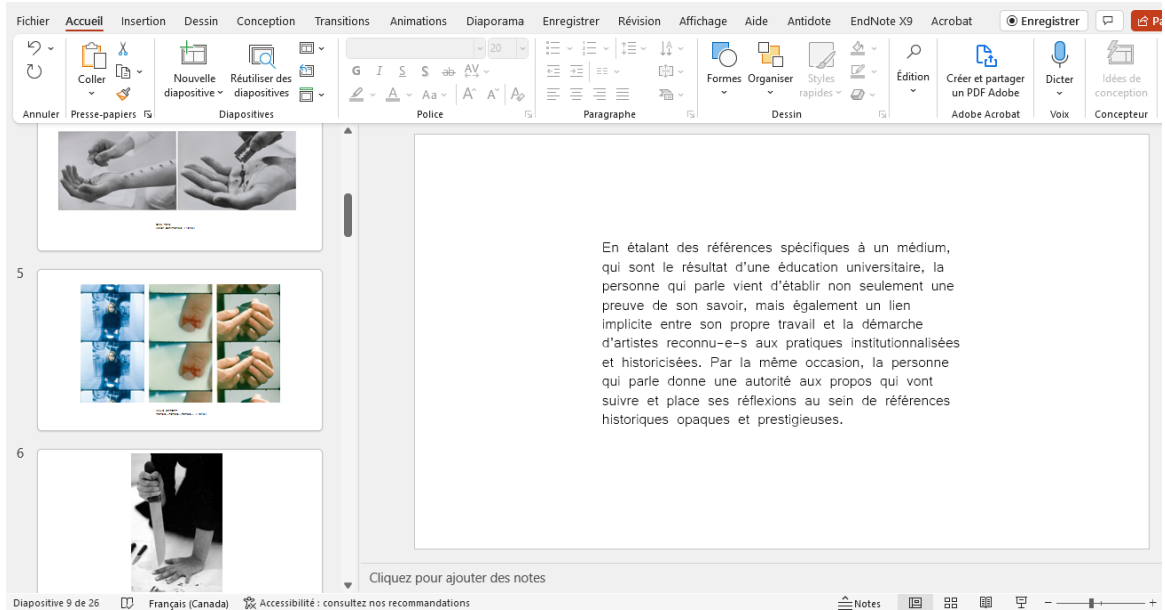 Fichier Accueil Insertion Dessin Conception Transitions Animations Diaporama Enregistrer Révision Affichage Aide Antidote EndNote X9 Acrobat Enregistrer
Coller
Nouvelle diapositive
Réutiliser des diapositives
20
G I S S ab AV
Aa A A
Formes Organiser Styles rapides
Édition
Créer et partager un PDF Adobe
Dicter
Idées de conception
Annuler Presse-papiers Diapositives Police Paragraphe Dessin Adobe Acrobat Voix Concepteur
5
6
En étalant des références spécifiques à un médium,
qui sont le résultat d'une éducation universitaire, la
personne qui parle vient d'établir non seulement une
preuve de son savoir, mais également un lien
implicite entre son propre travail et la démarche
d'artistes reconnu-e-s aux pratiques institutionnalisées
et historicisées. Par la même occasion, la personne
qui parle donne une autorité aux propos qui vont
suivre et place ses réflexions au sein de références
historiques opaques et prestigieuses.
Cliquez pour ajouter des notes
Diapositive 9 de 26 Français (Canada) Accessibilité : consultez nos recommandations Notes